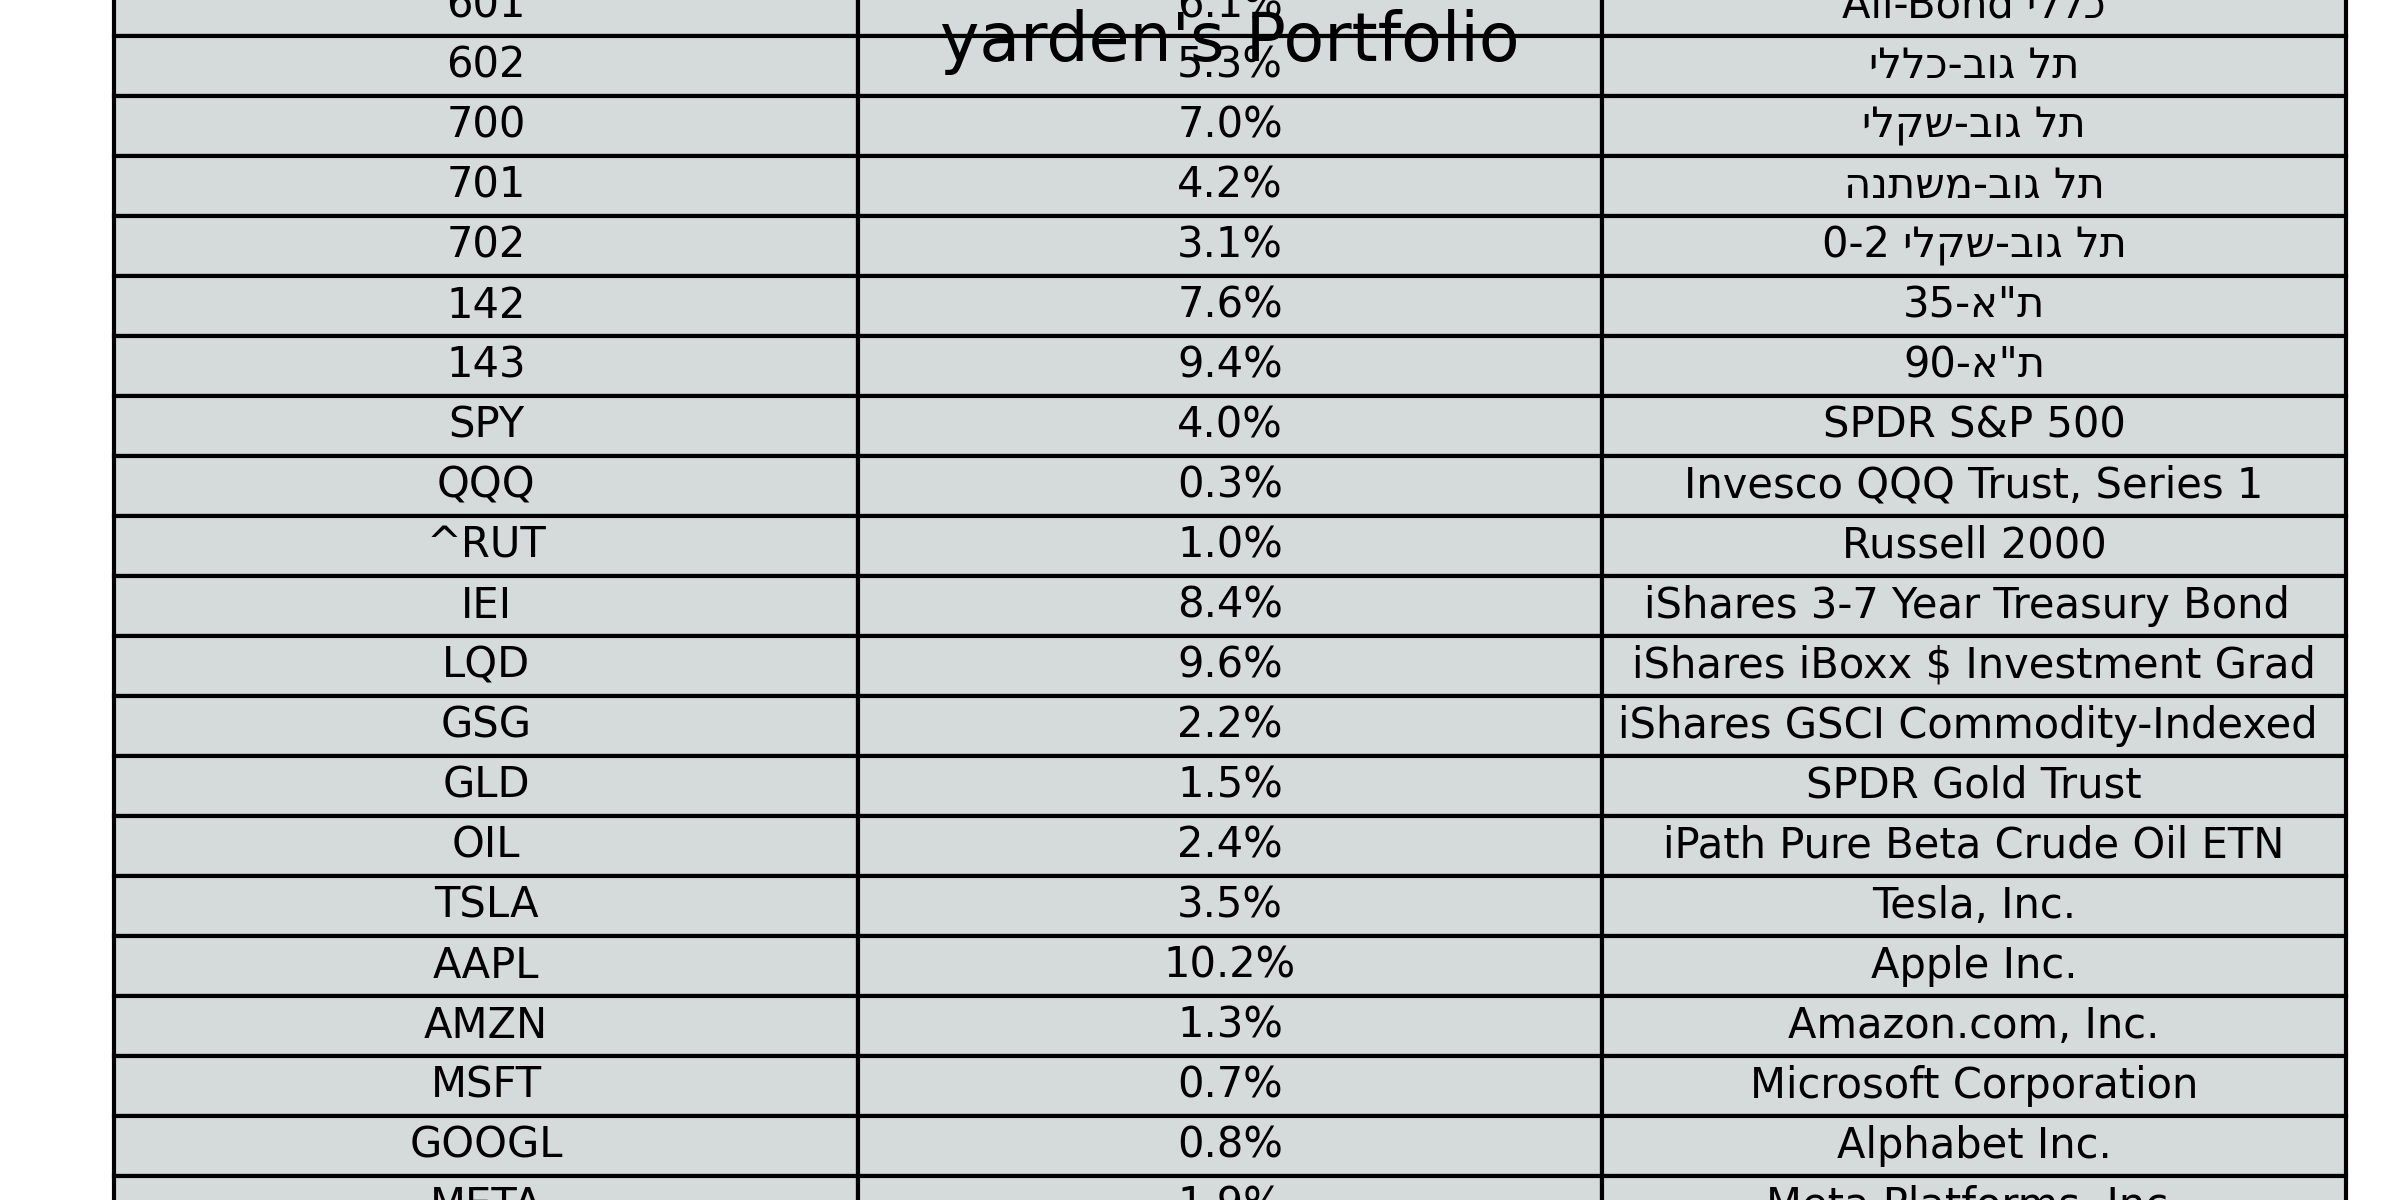 yarden's Portfolio
601 6.1% All-Bond כללי
602 5.3% תל גוב-כללי
700 7.0% תל גוב-שקלי
701 4.2% תל גוב-משתנה
702 3.1% תל גוב-שקלי 0-2
142 7.6% ת"א-35
143 9.4% ת"א-90
SPY 4.0% SPDR S&P 500
QQQ 0.3% Invesco QQQ Trust, Series 1
^RUT 1.0% Russell 2000
IEI 8.4% iShares 3-7 Year Treasury Bond
LQD 9.6% iShares iBoxx $ Investment Grad
GSG 2.2% iShares GSCI Commodity-Indexed
GLD 1.5% SPDR Gold Trust
OIL 2.4% iPath Pure Beta Crude Oil ETN
TSLA 3.5% Tesla, Inc.
AAPL 10.2% Apple Inc.
AMZN 1.3% Amazon.com, Inc.
MSFT 0.7% Microsoft Corporation
GOOGL 0.8% Alphabet Inc.
META 1.9% Meta Platforms, Inc.